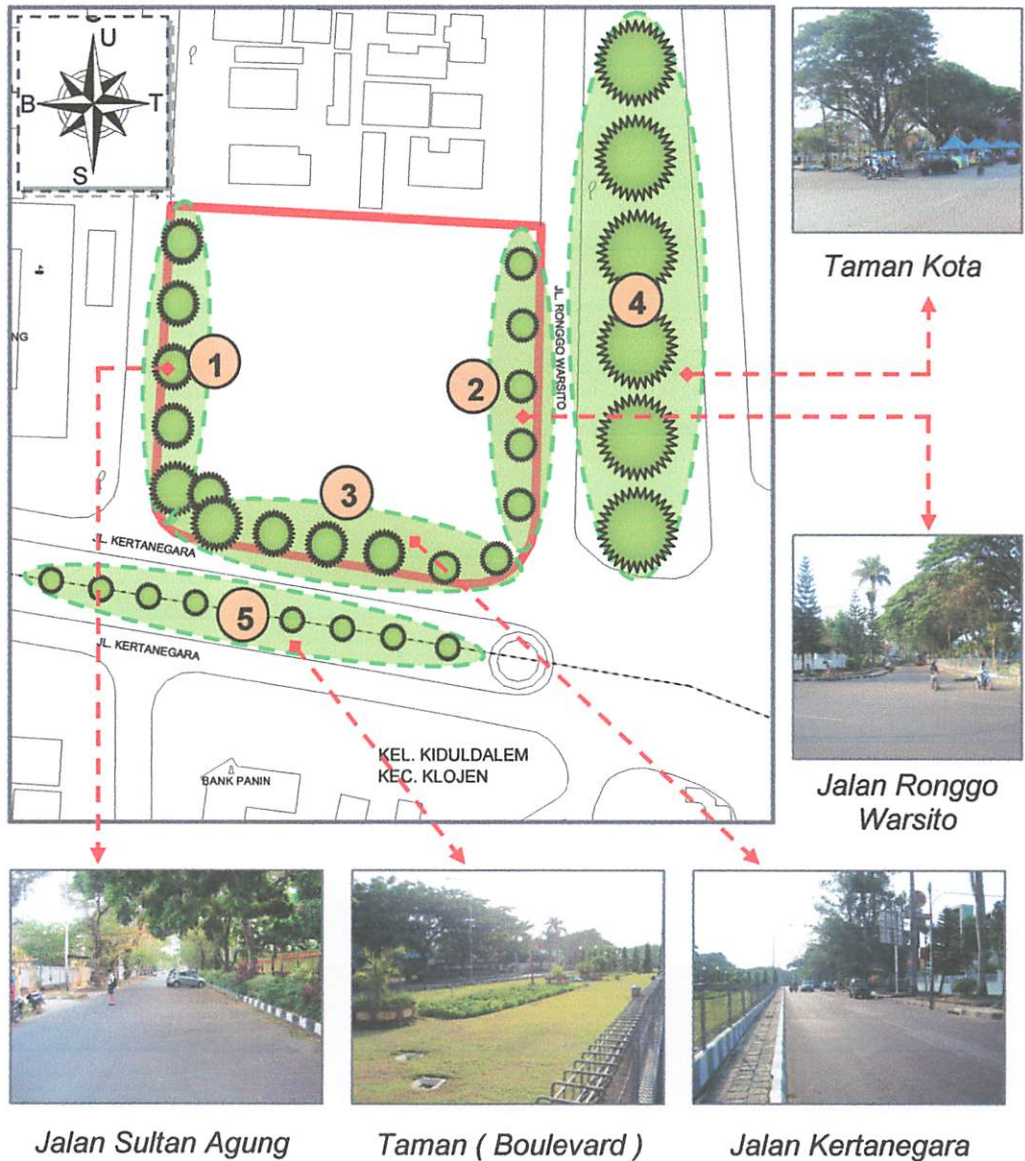 U
B
T
S
4
NG
1
2
3
4
5
JL. RONGGO WARSITO
JL. KERTANEGARA
JL. KERTANEGARA
KEL. KIDULDALEM
KEC. KLOJEN
BANK PANIN
Taman Kota
Jalan Ronggo
Warsito
Jalan Sultan Agung
Taman ( Boulevard )
Jalan Kertanegara